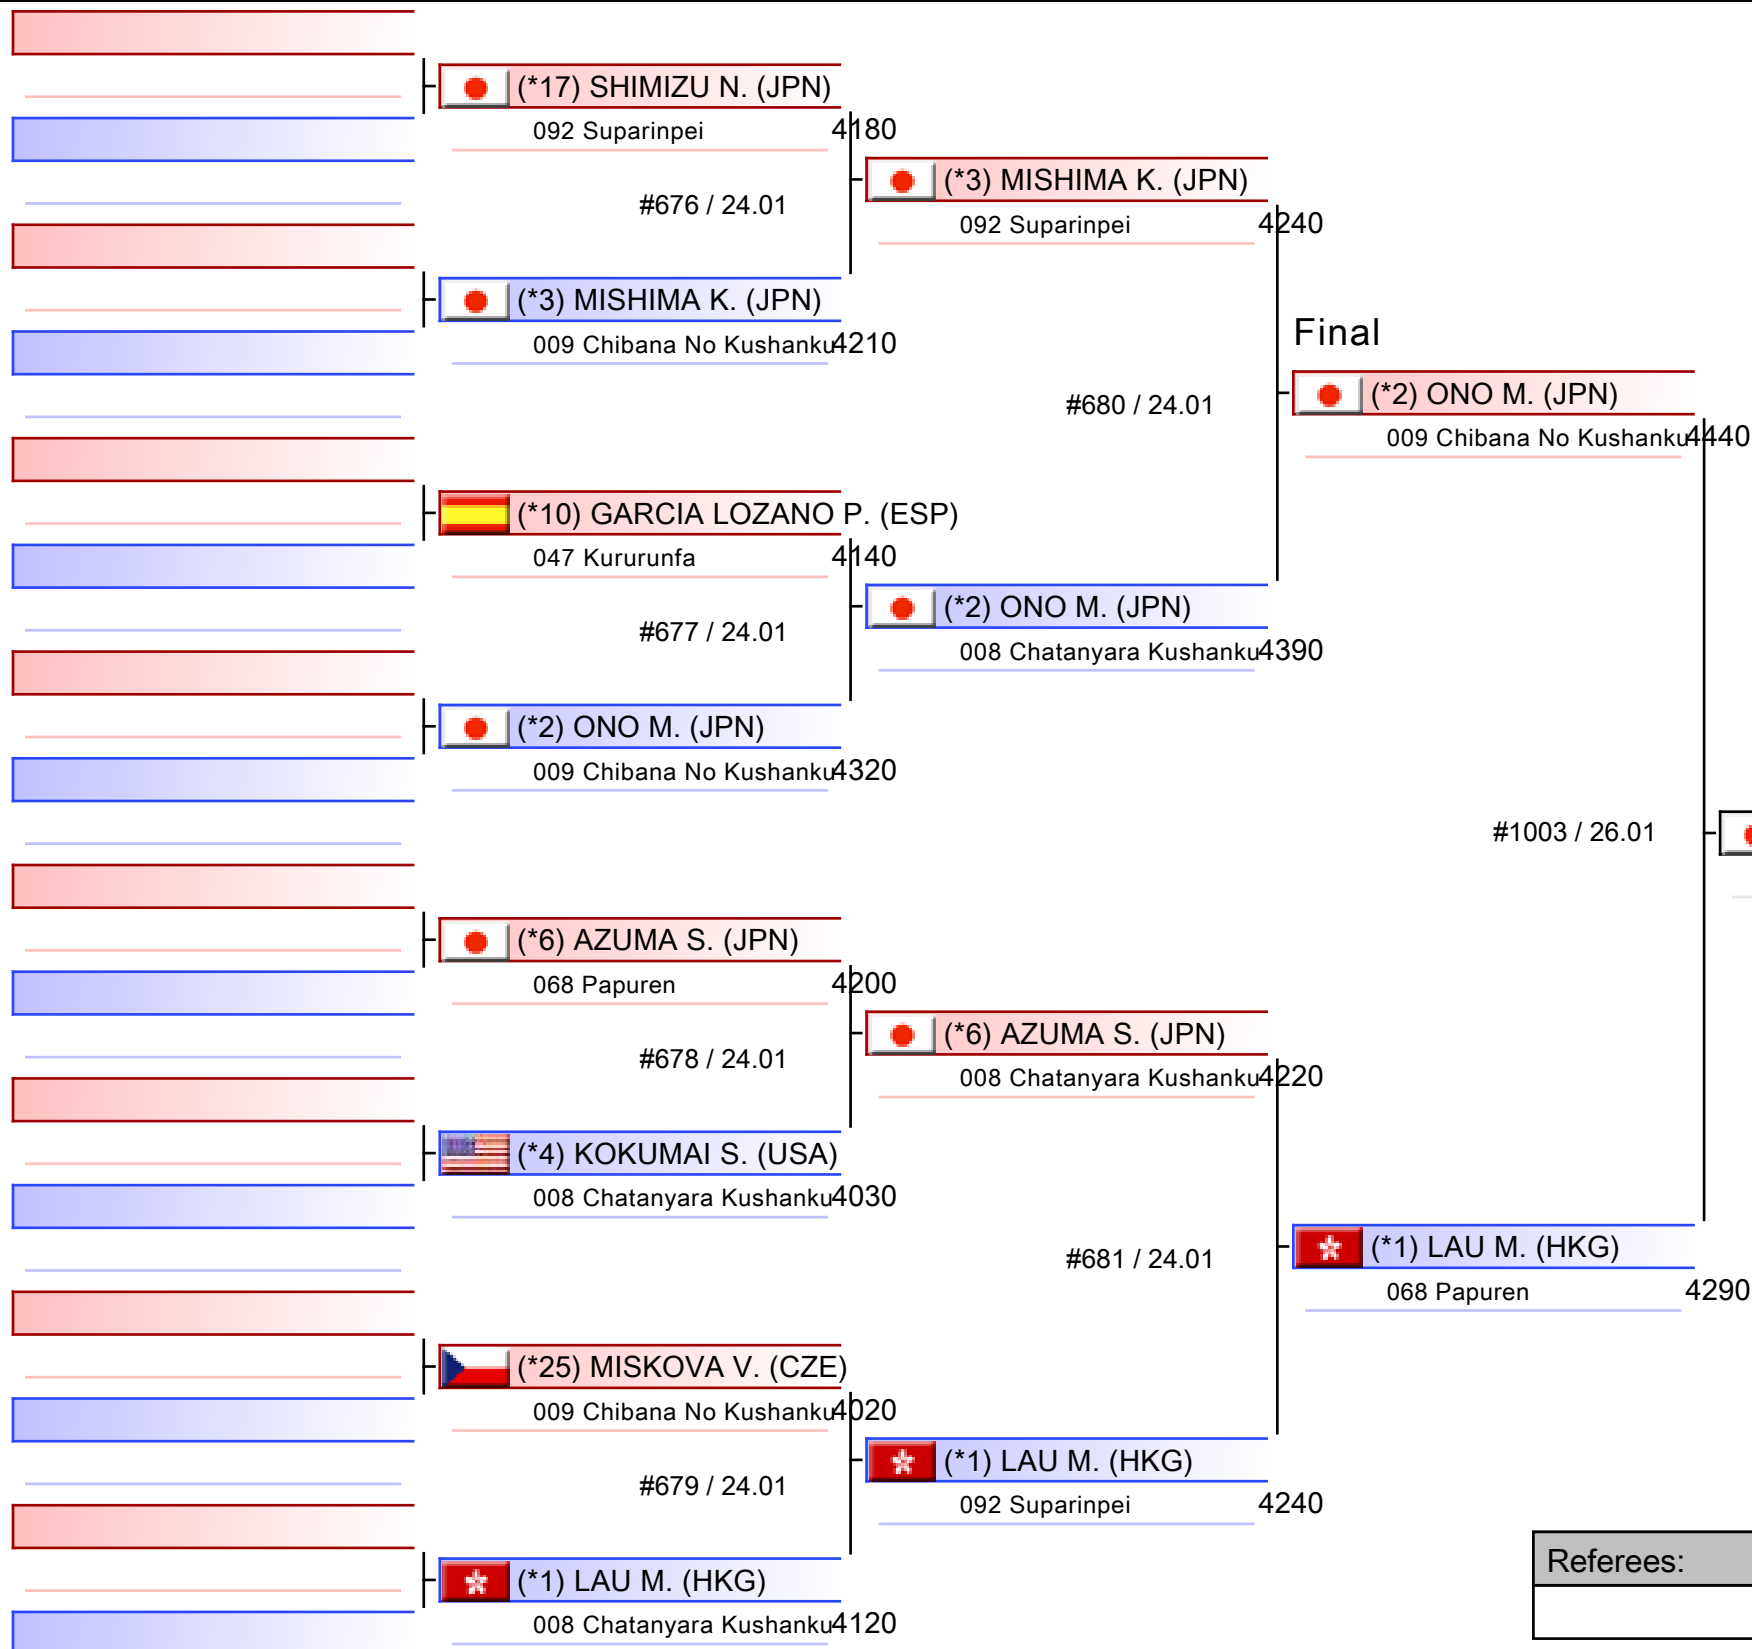 (*17) SHIMIZU N. (JPN)
092 Suparinpei 4180
#676 / 24.01
(*3) MISHIMA K. (JPN)
009 Chibana No Kushanku 4210
(*10) GARCIA LOZANO P. (ESP)
047 Kururunfa 4140
#677 / 24.01
(*2) ONO M. (JPN)
009 Chibana No Kushanku 4320
(*6) AZUMA S. (JPN)
068 Papuren 4200
#678 / 24.01
(*4) KOKUMAI S. (USA)
008 Chatanyara Kushanku 4030
(*25) MISKOVA V. (CZE)
009 Chibana No Kushanku 4020
#679 / 24.01
(*1) LAU M. (HKG)
008 Chatanyara Kushanku 4120
(*3) MISHIMA K. (JPN)
092 Suparinpei 4240
#680 / 24.01
(*2) ONO M. (JPN)
008 Chatanyara Kushanku 4390
(*6) AZUMA S. (JPN)
008 Chatanyara Kushanku 4220
#681 / 24.01
(*1) LAU M. (HKG)
092 Suparinpei 4240
Final
(*2) ONO M. (JPN)
009 Chibana No Kushanku 4440
#1003 / 26.01
(*1) LAU M. (HKG)
068 Papuren 4290
Referees: